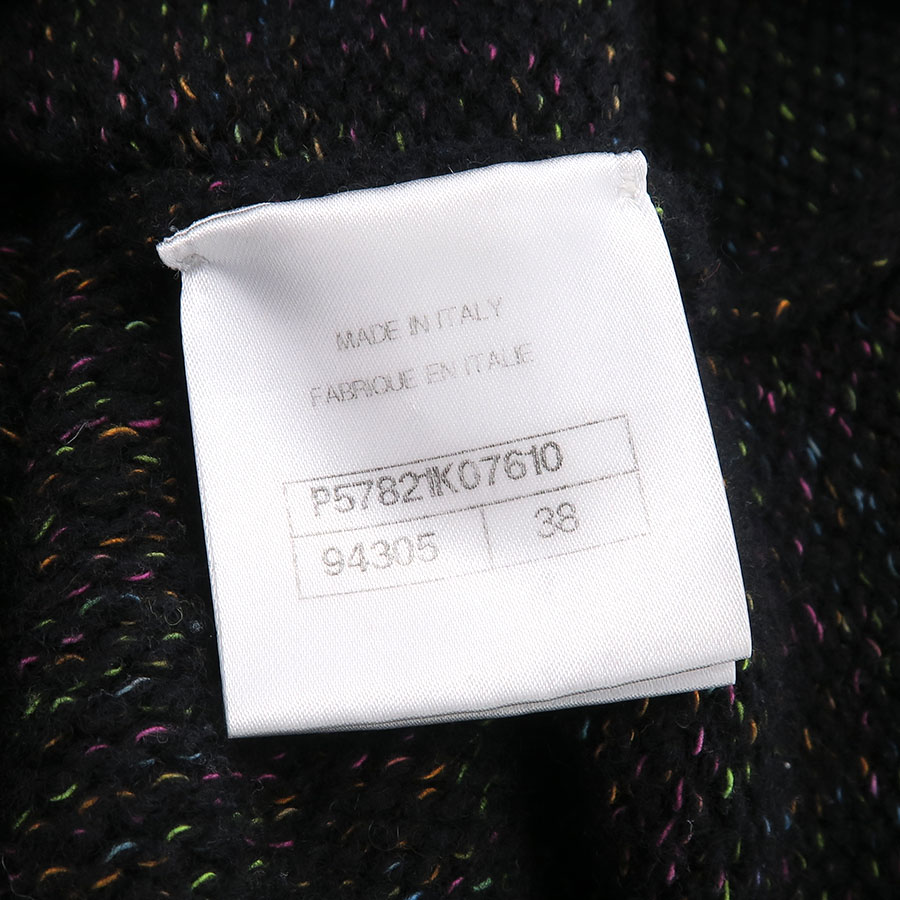 MADE IN ITALY
FABRIQUE EN ITALIE
P57821K07610
94305 38